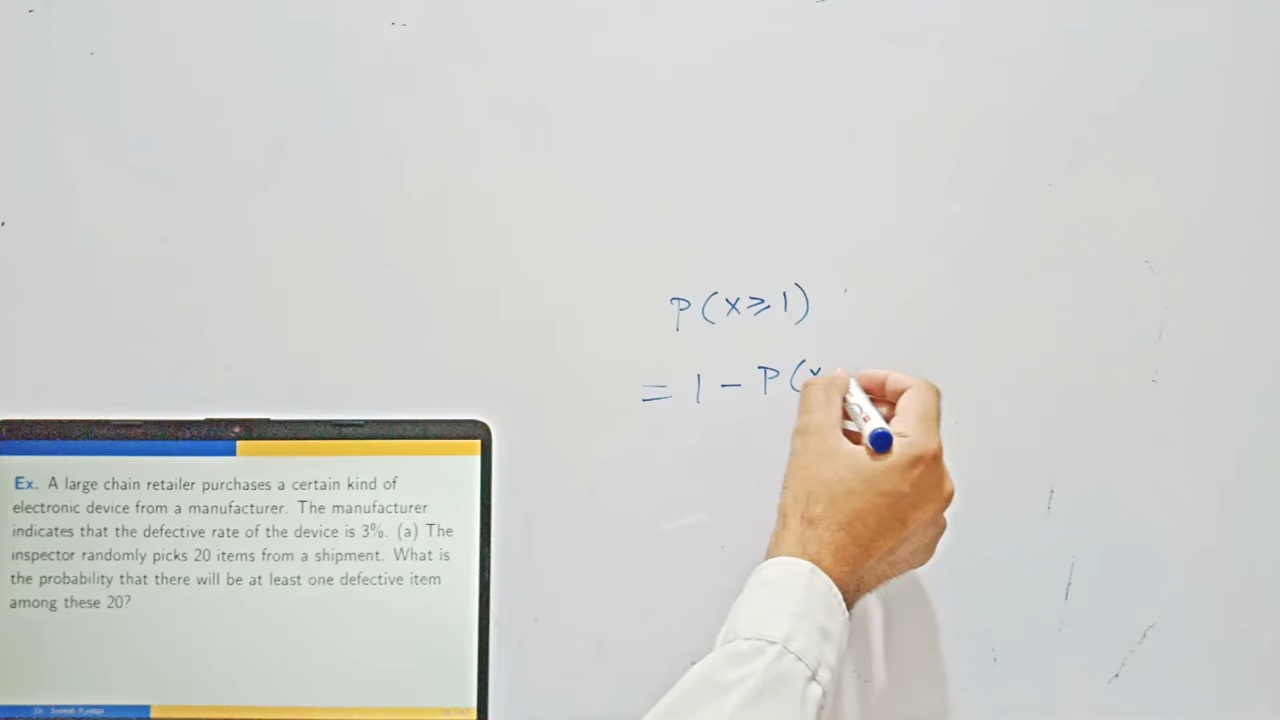 P(x≥1)
= 1 - P(x
Ex. A large chain retailer purchases a certain kind of
electronic device from a manufacturer. The manufacturer
indicates that the defective rate of the device is 3%. (a) The
inspector randomly picks 20 items from a shipment. What is
the probability that there will be at least one defective item
among these 20?